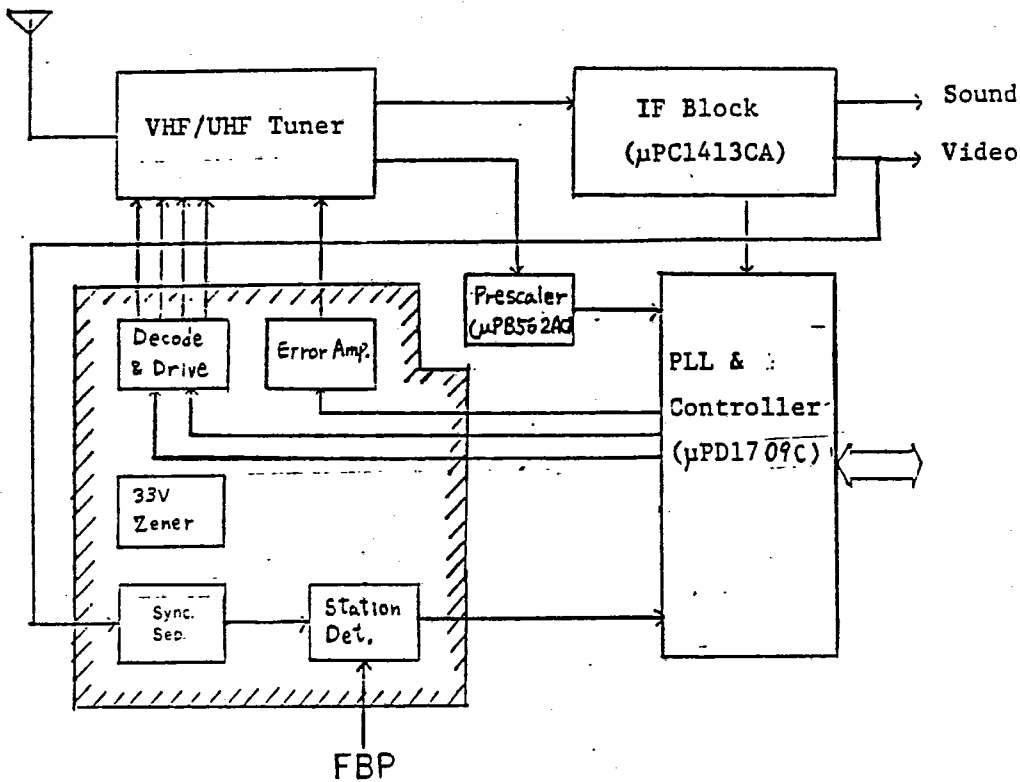 VHF/UHF Tuner
IF Block
(μPC1413CA)
Sound
Video
Prescaler
(μPB562AC)
Decode
& Drive
Error Amp.
PLL &
Controller
(μPD1709C)
33V
Zener
Sync.
Sep.
Station
Det.
FBP